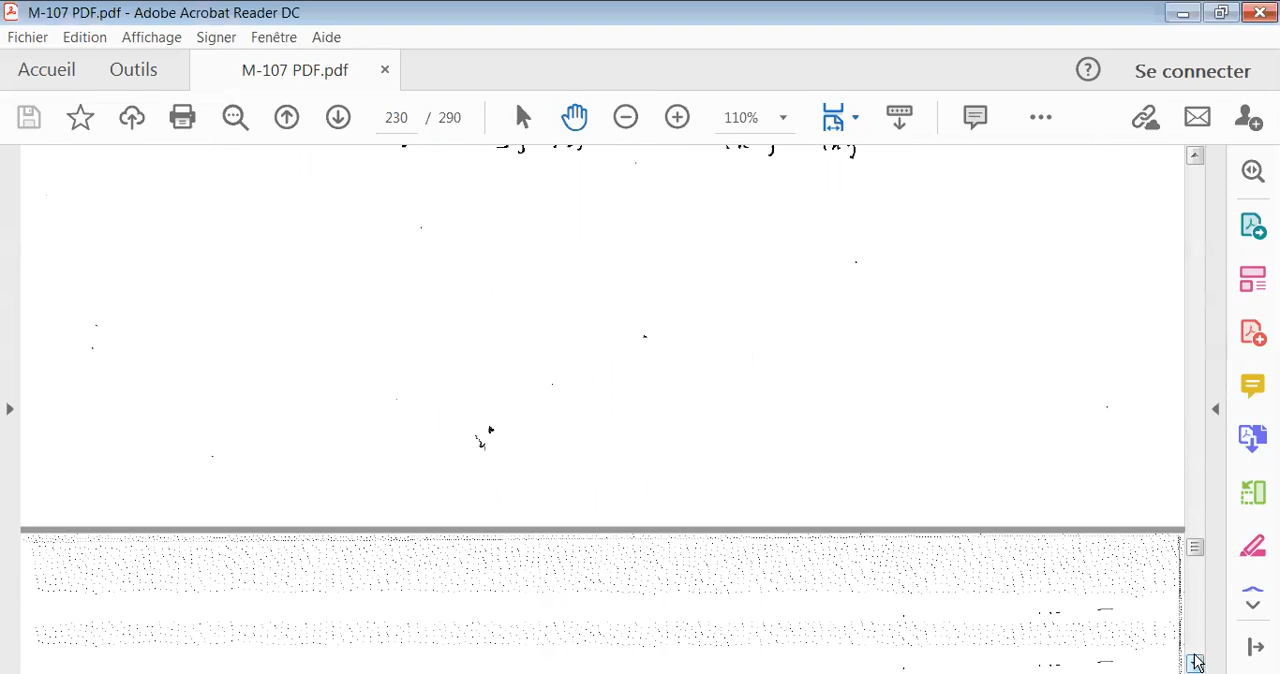 M-107 PDF.pdf - Adobe Acrobat Reader DC
Fichier Edition Affichage Signer Fenêtre Aide
Accueil Outils M-107 PDF.pdf × ? Se connecter
230 / 290 110%